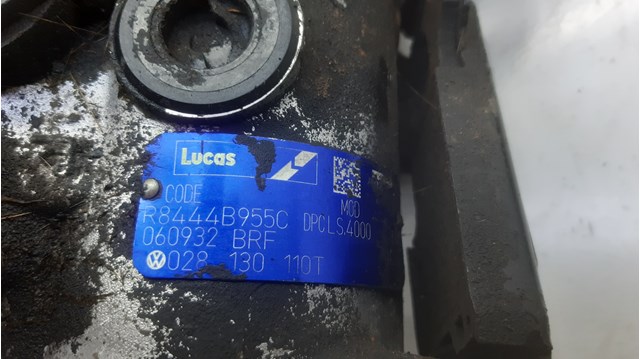 Lucas
CODE MOD
R8444B955C DPCLS.4000
060932 BRF
028 130 110T